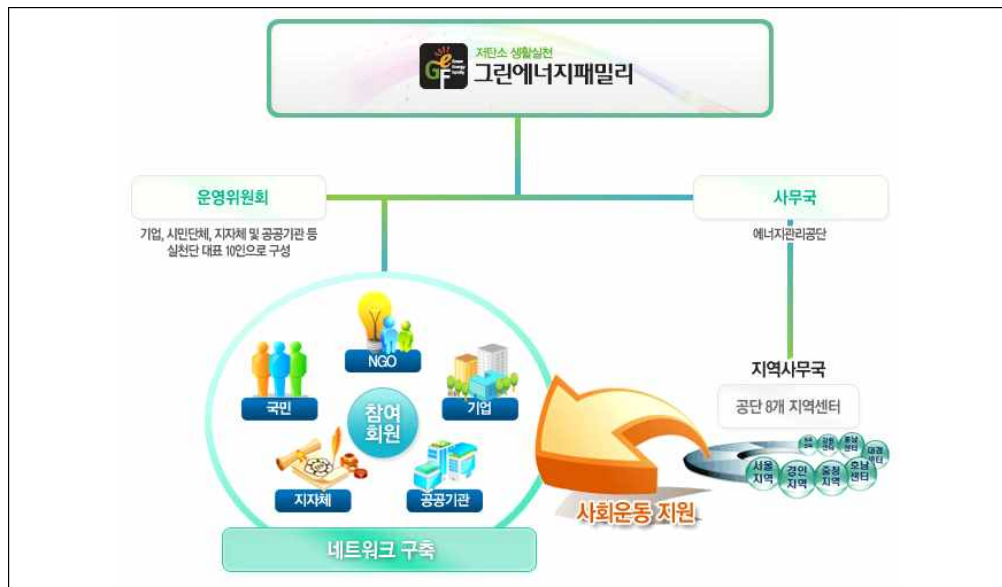 저탄소 생활실천
GeF
그린에너지패밀리
운영위원회
기업, 시민단체, 지자체 및 공공기관 등
실천단 대표 10인으로 구성
사무국
에너지관리공단
NGO
국민
참여
회원
기업
지자체
공공기관
네트워크 구축
사회운동 지원
지역사무국
공단 8개 지역센터
서울
지역
경인
지역
충청
지역
호남
센터